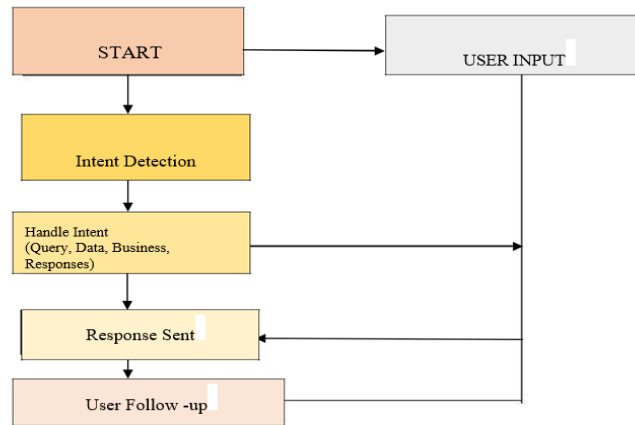 START
USER INPUT
Intent Detection
Handle Intent
(Query, Data, Business,
Responses)
Response Sent
User Follow -up